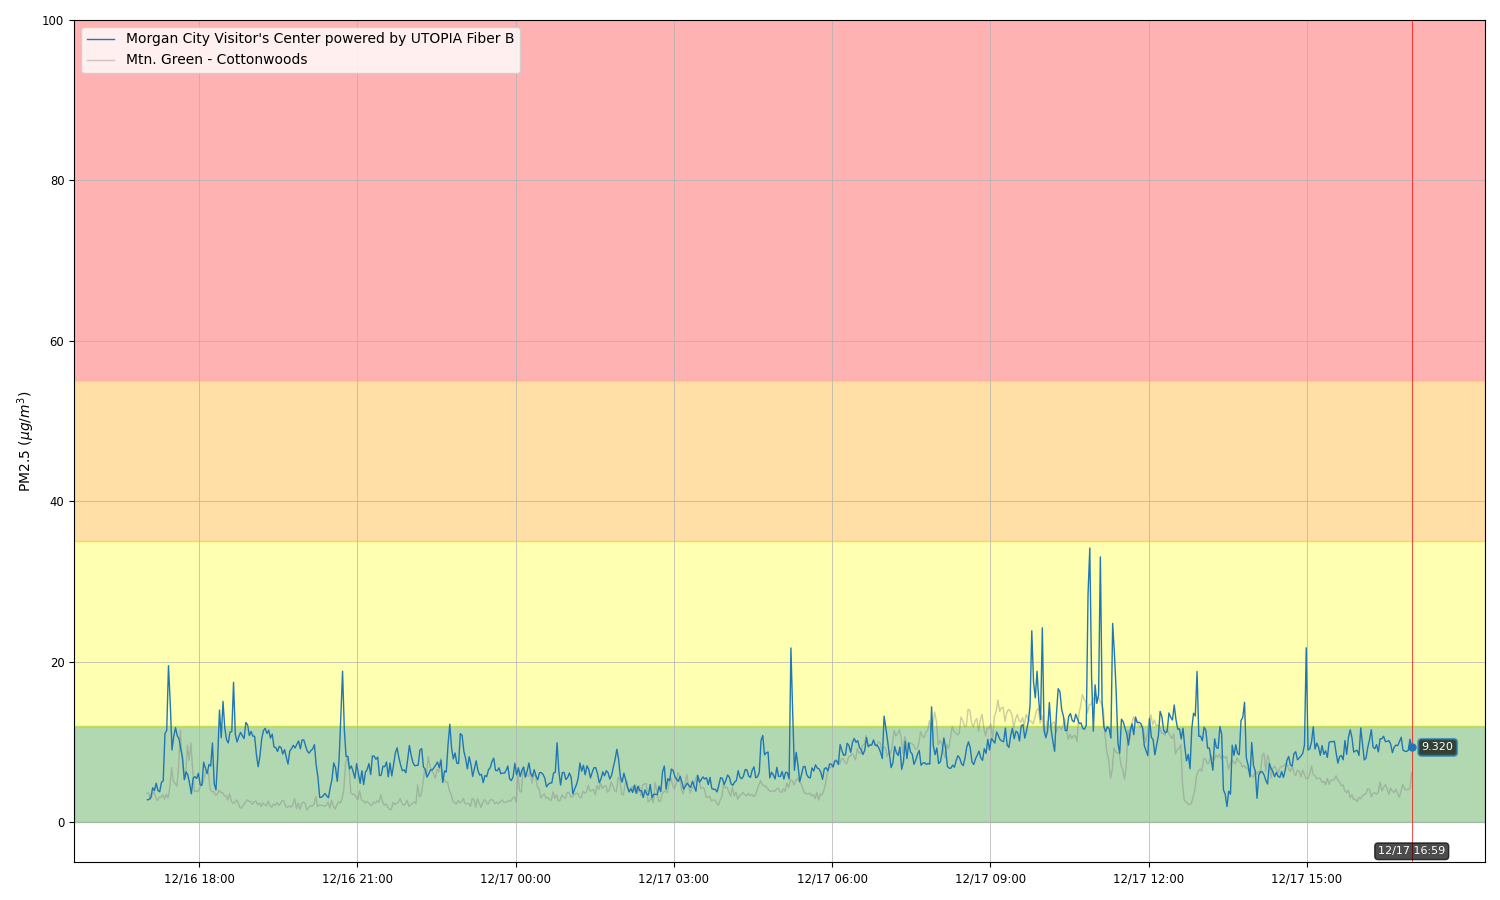 100
Morgan City Visitor's Center powered by UTOPIA Fiber B
Mtn. Green - Cottonwoods
80
60
40
20
0
PM2.5 (μg/m³)
9.320
12/17 16:59
12/16 18:00 12/16 21:00 12/17 00:00 12/17 03:00 12/17 06:00 12/17 09:00 12/17 12:00 12/17 15:00